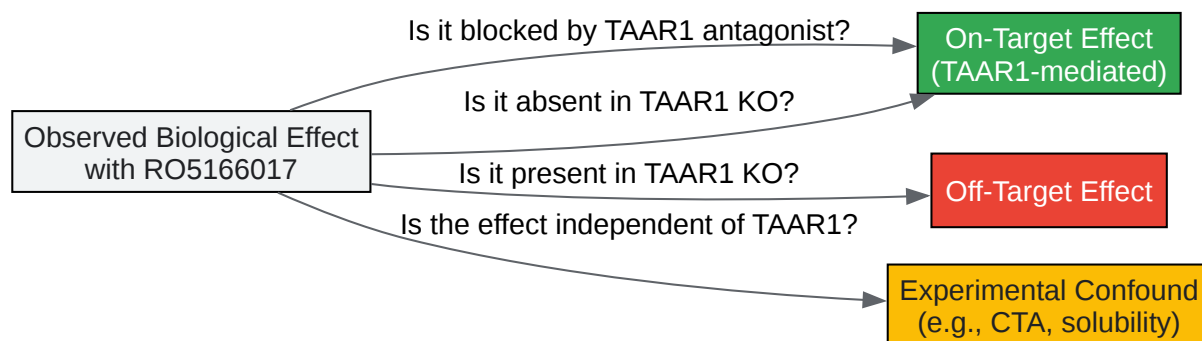 Is it blocked by TAAR1 antagonist?
On-Target Effect
(TAAR1-mediated)
Is it absent in TAAR1 KO?
Observed Biological Effect
with RO5166017
Is it present in TAAR1 KO?
Off-Target Effect
Is the effect independent of TAAR1?
Experimental Confound
(e.g., CTA, solubility)